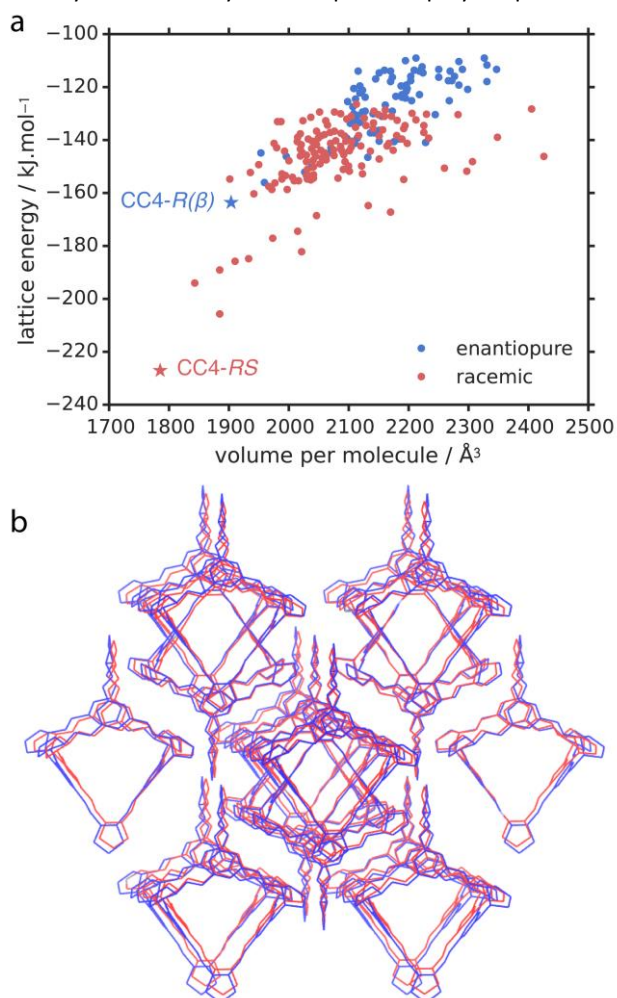 a
−100
−120
−140
−160
−180
−200
−220
−240
lattice energy / kJ.mol⁻¹
CC4-R(β)
CC4-RS
enantiopure
racemic
1700 1800 1900 2000 2100 2200 2300 2400 2500
volume per molecule / Å³
b